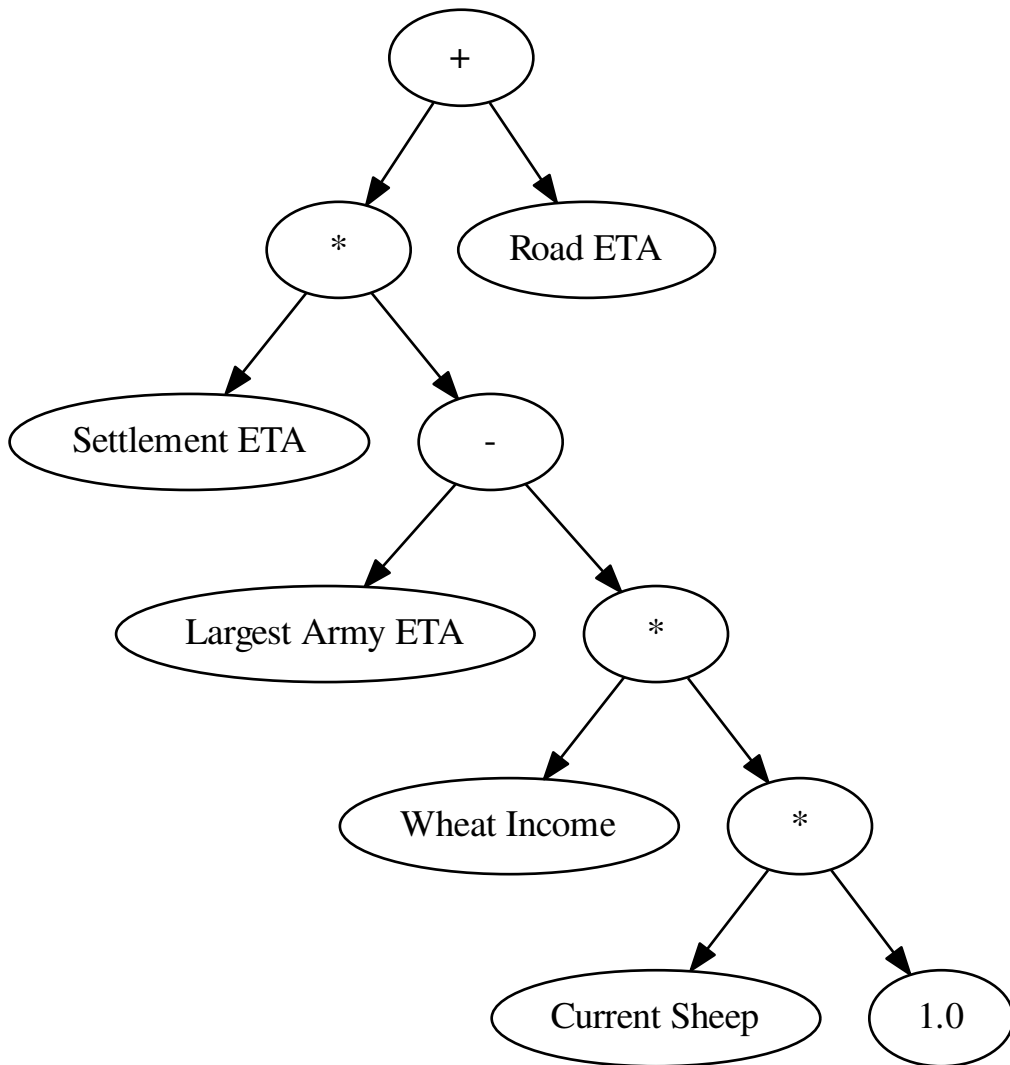 +
*
Road ETA
Settlement ETA
-
Largest Army ETA
*
Wheat Income
*
Current Sheep
1.0